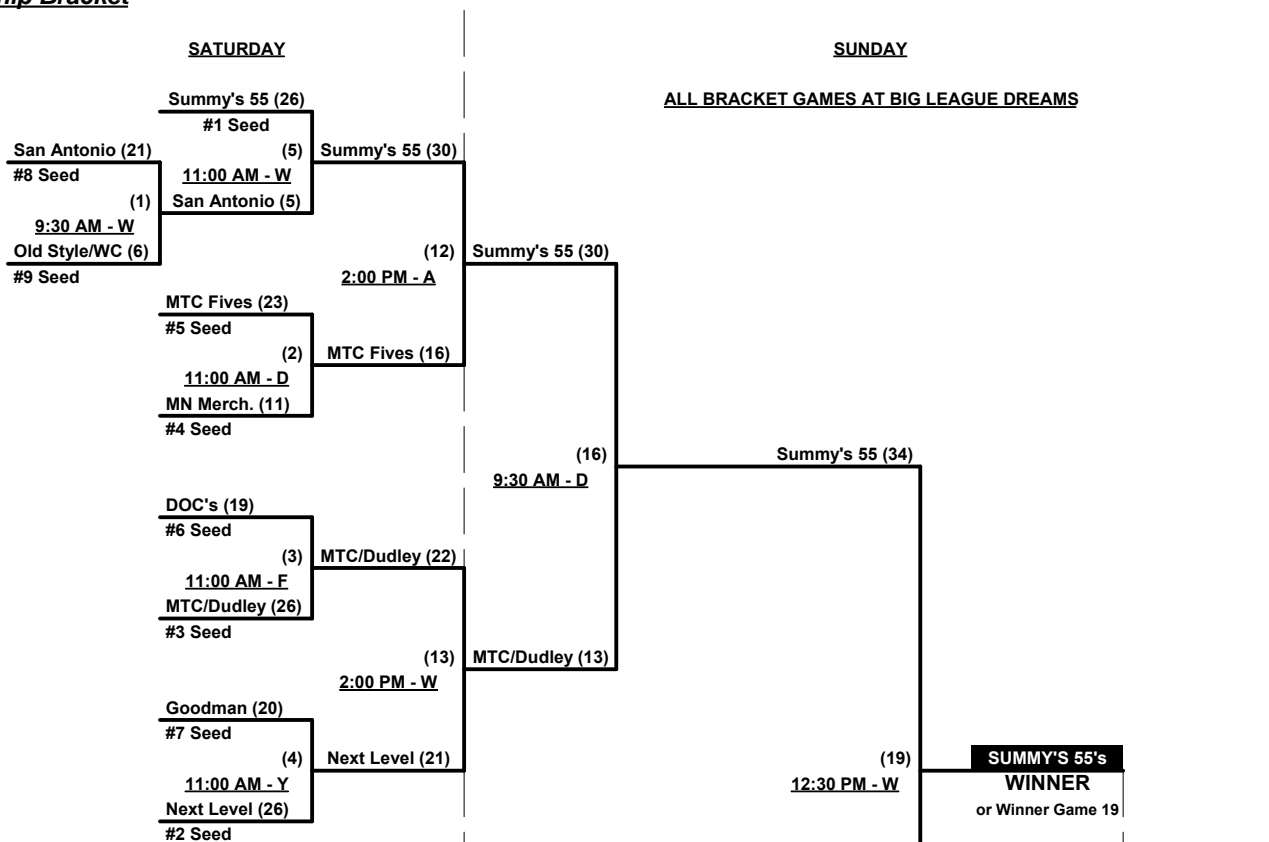 SATURDAY
SUNDAY
Summy's 55 (26)
ALL BRACKET GAMES AT BIG LEAGUE DREAMS
#1 Seed
San Antonio (21)
(5)
Summy's 55 (30)
#8 Seed
11:00 AM - W
(1)
San Antonio (5)
9:30 AM - W
Old Style/WC (6)
(12)
Summy's 55 (30)
#9 Seed
2:00 PM - A
MTC Fives (23)
#5 Seed
(2)
MTC Fives (16)
11:00 AM - D
MN Merch. (11)
#4 Seed
(16)
Summy's 55 (34)
9:30 AM - D
DOC's (19)
#6 Seed
(3)
MTC/Dudley (22)
11:00 AM - F
MTC/Dudley (26)
#3 Seed
(13)
MTC/Dudley (13)
2:00 PM - W
Goodman (20)
#7 Seed
(4)
Next Level (21)
(19)
SUMMY'S 55's
11:00 AM - Y
12:30 PM - W
WINNER
Next Level (26)
or Winner Game 19
#2 Seed